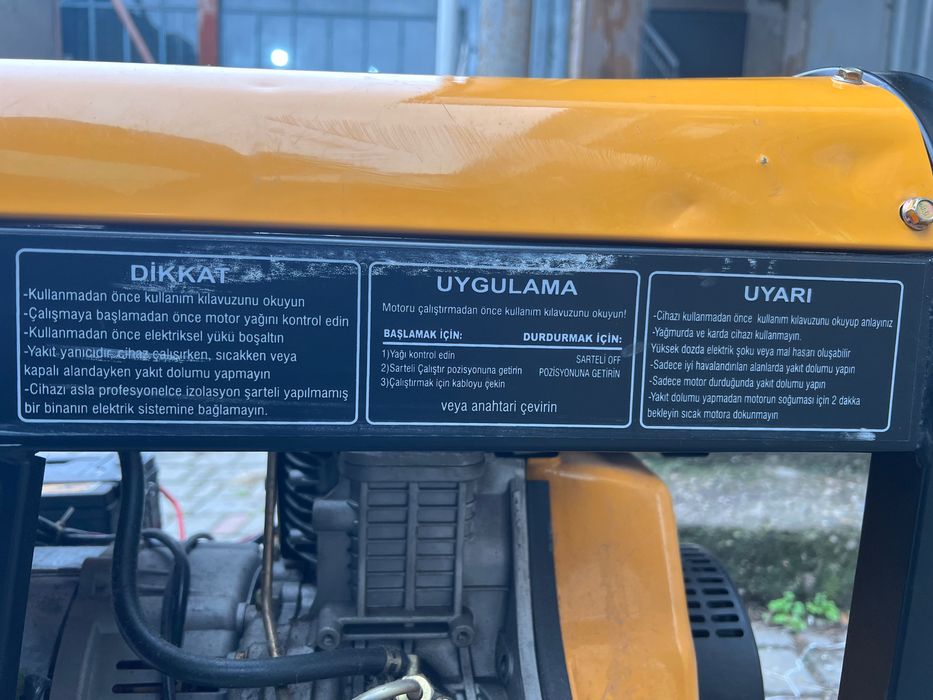 DİKKAT
-Kullanmadan önce kullanım kılavuzunu okuyun
-Çalışmaya başlamadan önce motor yağını kontrol edin
-Kullanmadan önce elektriksel yükü boşaltın
-Yakıt yanıcıdır, cihaz çalışırken, sıcakken veya
kapalı alandayken yakıt dolumu yapmayın
-Cihazı asla profesyonelce izolasyon şarteli yapılmamış
bir binanın elektrik sistemine bağlamayın.
UYGULAMA
Motoru çalıştırmadan önce kullanım kılavuzunu okuyun!
BAŞLAMAK İÇİN:
1)Yağı kontrol edin
2)Sarteli Çalıştır pozisyonuna getirin
3)Çalıştırmak için kabloyu çekin
DURDURMAK İÇİN:
SARTELİ OFF
POZİSYONUNA GETİRİN
veya anahtari çevirin
UYARI
-Cihazı kullanmadan önce kullanım kılavuzunu okuyup anlayınız
-Yağmurda ve karda cihazı kullanmayın.
Yüksek dozda elektrik şoku veya mal hasarı oluşabilir
-Sadece iyi havalandırılan alanlarda yakıt dolumu yapın
-Sadece motor durduğunda yakıt dolumu yapın
-Yakıt dolumu yapmadan motorun soğuması için 2 dakka
bekleyin sıcak motora dokunmayın